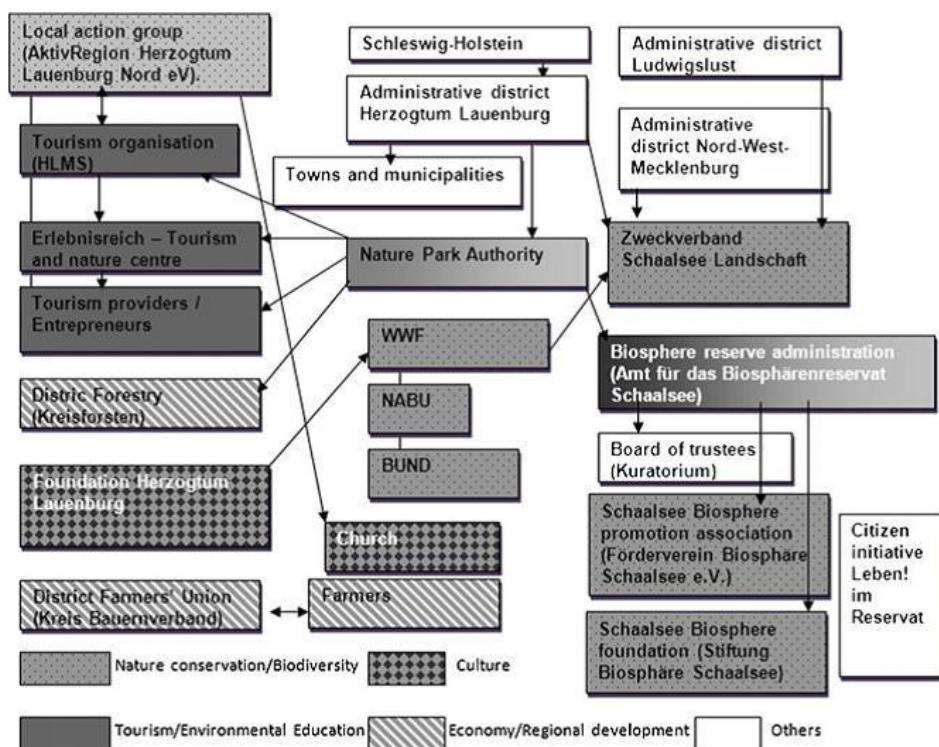 Local action group
(AktivRegion Herzogtum
Lauenburg Nord eV).
Tourism organisation
(HLMS)
Erlebnisreich – Tourism
and nature centre
Tourism providers /
Entrepreneurs
Distric Forestry
(Kreisforsten)
Foundation Herzogtum
Lauenburg
District Farmers' Union
(Kreis Bauernverband)
Schleswig-Holstein
Administrative district
Herzogtum Lauenburg
Towns and municipalities
Nature Park Authority
WWF
NABU
BUND
Church
Farmers
Administrative district
Ludwigslust
Administrative
district Nord-West-
Mecklenburg
Zweckverband
Schaalsee Landschaft
Biosphere reserve administration
(Amt für das Biosphärenreservat
Schaalsee)
Board of trustees
(Kuratorium)
Schaalsee Biosphere
promotion association
(Förderverein Biosphäre
Schaalsee e.V.)
Schaalsee Biosphere
foundation (Stiftung
Biosphäre Schaalsee)
Citizen
initiative
Leben!
im
Reservat
Nature conservation/Biodiversity
Culture
Tourism/Environmental Education
Economy/Regional development
Others